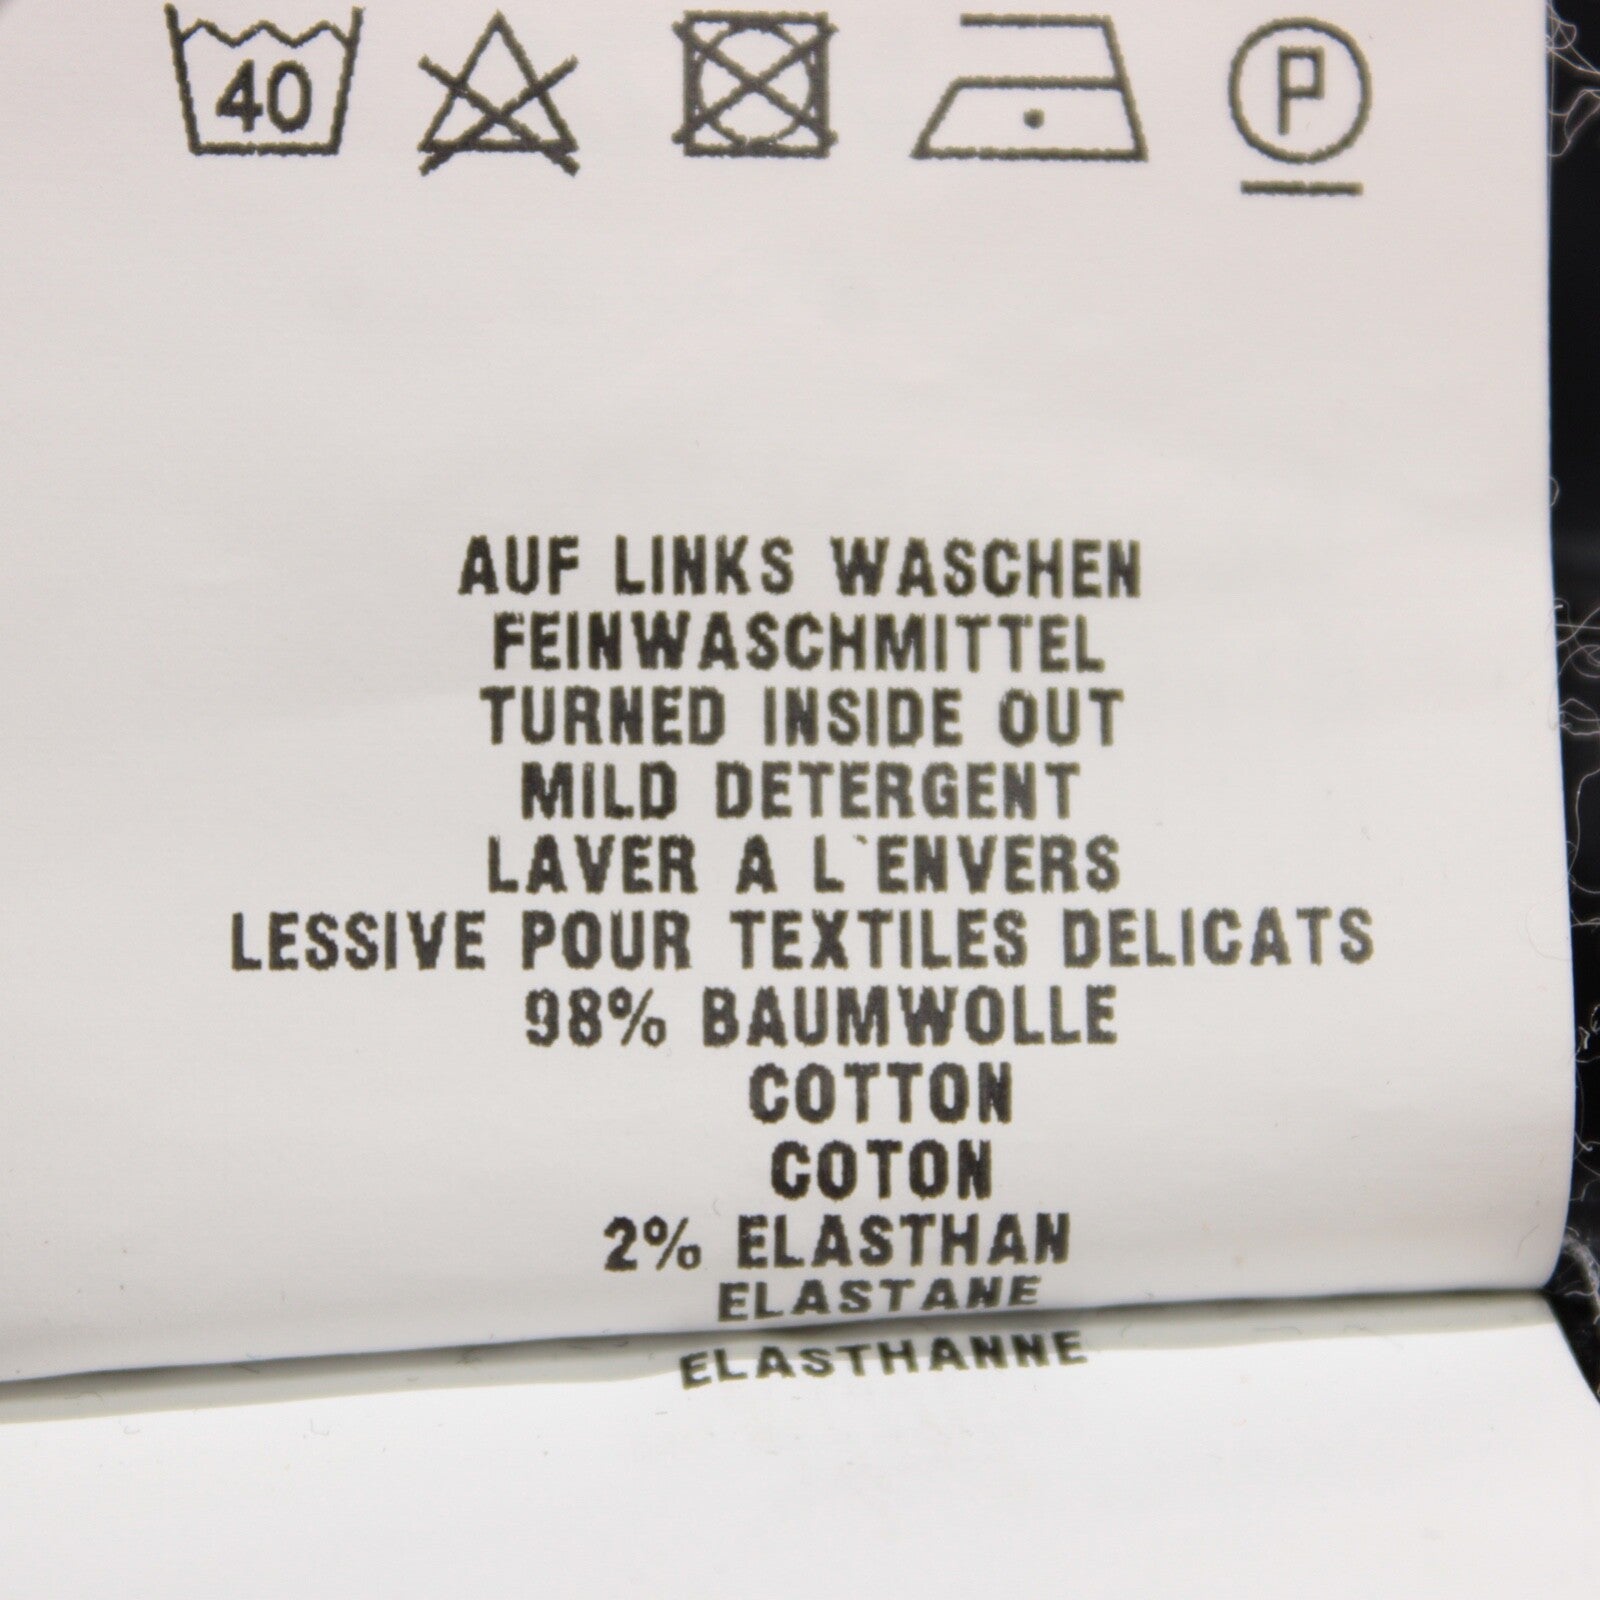 40
P
AUF LINKS WASCHEN
FEINWASCHMITTEL
TURNED INSIDE OUT
MILD DETERGENT
LAVER A L`ENVERS
LESSIVE POUR TEXTILES DELICATS
98% BAUMWOLLE
COTTON
COTON
2% ELASTHAN
ELASTANE
ELASTHANNE